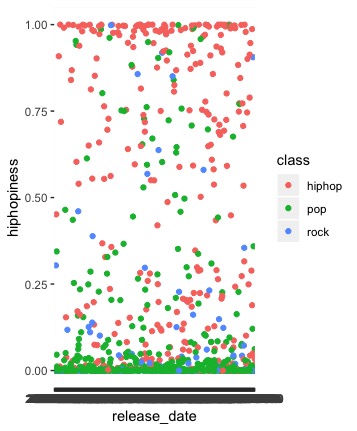 hiphopiness
1.00
0.75
0.50
0.25
0.00
release_date
class
hiphop
pop
rock